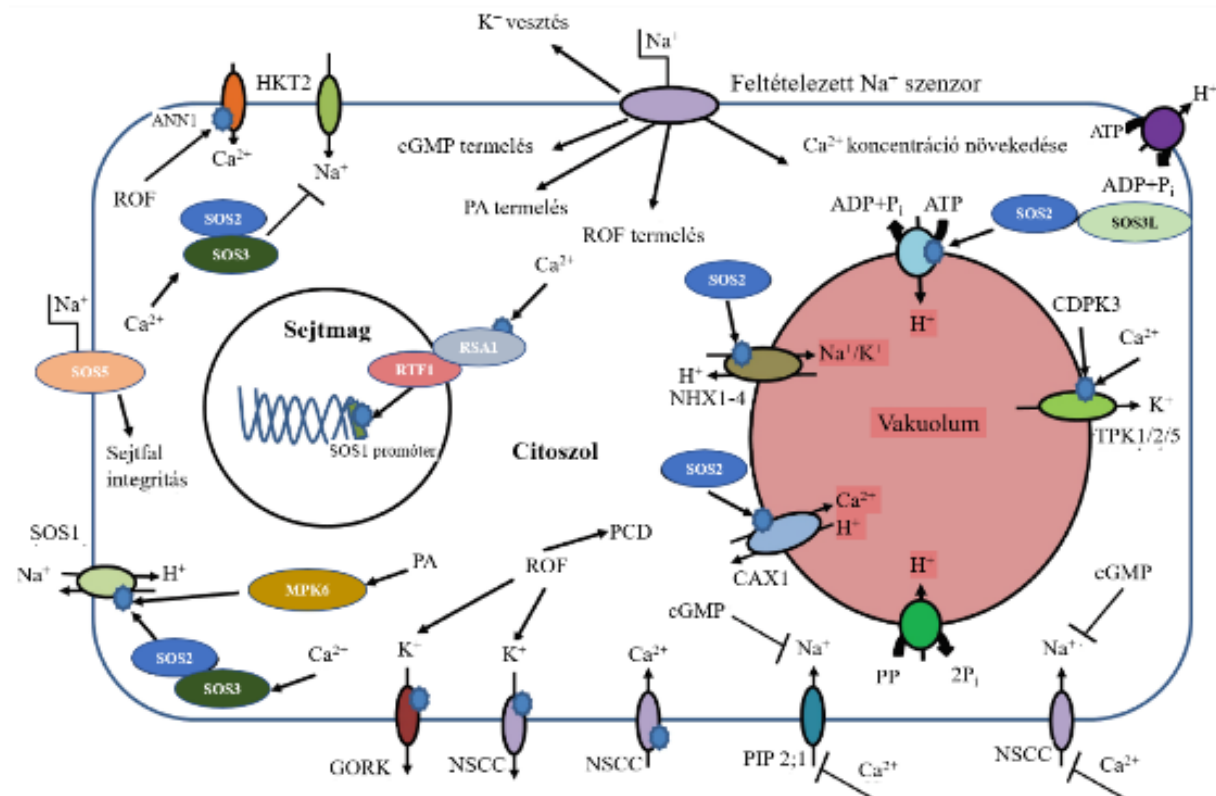 K⁺ vesztés
Na⁺
Feltételezett Na⁺ szenzor
HKT2
ANN1
Ca²⁺
Na⁺
ROF
cGMP termelés
PA termelés
ROF termelés
Ca²⁺ koncentráció növekedése
H⁺
ATP
ADP+Pᵢ
SOS2
SOS3
Ca²⁺
Na⁺
SOS5
Sejtfal
integritás
Sejtmag
Ca²⁺
RSA1
RTF1
SOS1 promóter
Citoszol
ADP+Pᵢ
ATP
SOS2
SOS3L
H⁺
SOS2
Na⁺/K⁺
H⁺
NHX1-4
CDPK3
Ca²⁺
K⁺
TPK1/2/5
Vakuolum
SOS2
Ca²⁺
H⁺
CAX1
H⁺
PP
2Pᵢ
SOS1
Na⁺
H⁺
MPK6
PA
SOS2
SOS3
Ca²⁺
PCD
ROF
K⁺
GORK
K⁺
NSCC
Ca²⁺
NSCC
cGMP
Na⁺
PIP 2;1
Ca²⁺
cGMP
Na⁺
NSCC
Ca²⁺